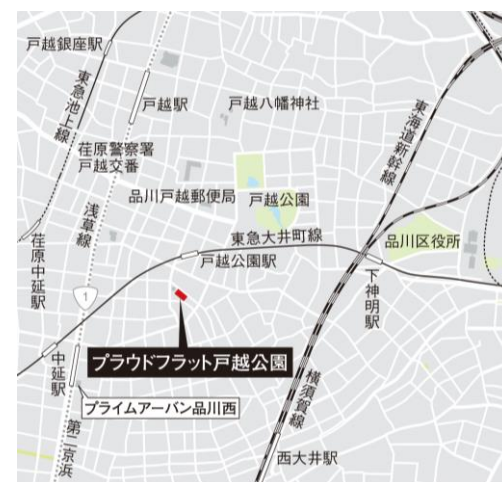 戸越銀座駅
東急池上線
戸越駅
戸越八幡神社
東海道新幹線
荏原警察署
戸越交番
品川戸越郵便局
戸越公園
浅草線
東急大井町線
品川区役所
荏原中延駅
戸越公園駅
下神明駅
1
プラウドフラット戸越公園
中延駅
プライムアーバン品川西
横須賀線
第二京浜
西大井駅